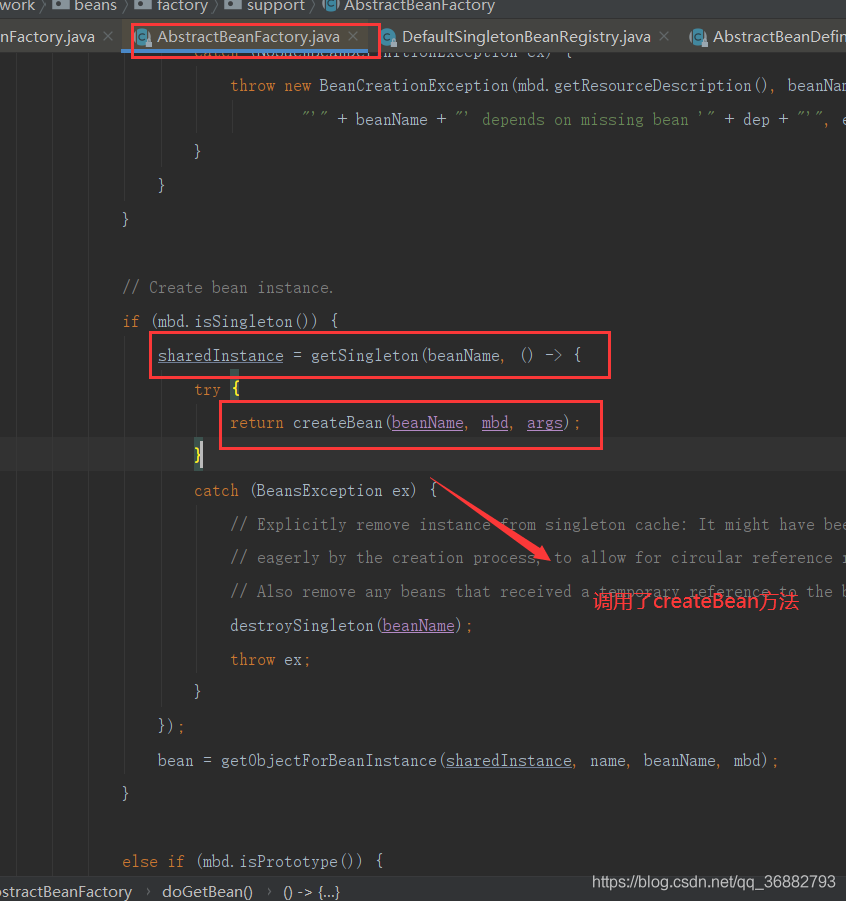 work › beans › factory › support › AbstractBeanFactory
nFactory.java × AbstractBeanFactory.java × DefaultSingletonBeanRegistry.java × AbstractBeanDefin
throw new BeanCreationException(mbd.getResourceDescription(), beanNam
"'" + beanName + "' depends on missing bean '" + dep + "'", e
}
}
}
// Create bean instance.
if (mbd.isSingleton()) {
sharedInstance = getSingleton(beanName, () -> {
try {
return createBean(beanName, mbd, args);
}
catch (BeansException ex) {
// Explicitly remove instance from singleton cache: It might have bee
// eagerly by the creation process, to allow for circular reference r
// Also remove any beans that received a temporary reference to the b
调用了createBean方法
destroySingleton(beanName);
throw ex;
}
});
bean = getObjectForBeanInstance(sharedInstance, name, beanName, mbd);
}
else if (mbd.isPrototype()) {
bstractBeanFactory › doGetBean() › () -> {...}
https://blog.csdn.net/qq_36882793